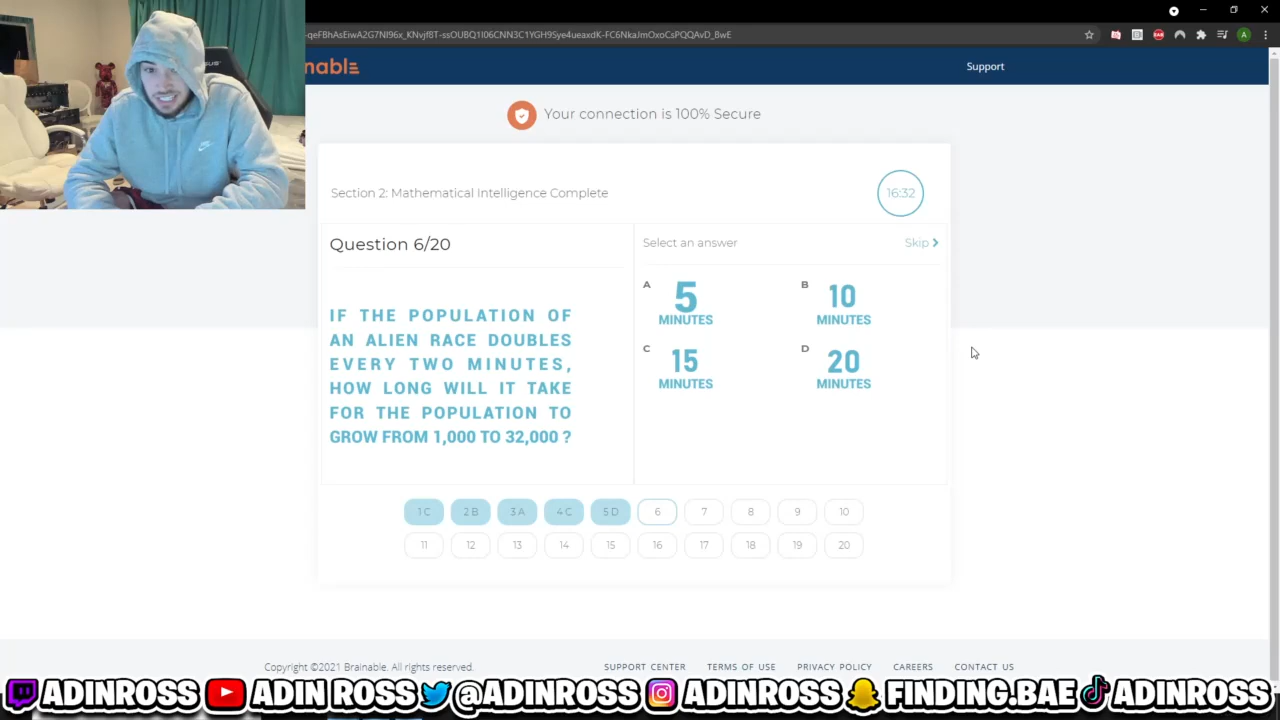 -qeFBhAsEiwA2G7NI96x_KNvjf8T-ssOUBQ1I06CNN3C1YGH9Sye4ueaxdK-FC6NkaJmOxoCsPQQAvD_BwE
nable
Support
Your connection is 100% Secure
Section 2: Mathematical Intelligence Complete
16:32
Question 6/20
Select an answer
Skip
IF THE POPULATION OF
AN ALIEN RACE DOUBLES
EVERY TWO MINUTES,
HOW LONG WILL IT TAKE
FOR THE POPULATION TO
GROW FROM 1,000 TO 32,000 ?
A
5
MINUTES
B
10
MINUTES
C
15
MINUTES
D
20
MINUTES
1 C 2 B 3 A 4 C 5 D 6 7 8 9 10
11 12 13 14 15 16 17 18 19 20
Copyright ©2021 Brainable. All rights reserved.
SUPPORT CENTER TERMS OF USE PRIVACY POLICY CAREERS CONTACT US
ADINROSS ADIN ROSS @ADINROSS ADINROSS FINDING.BAE ADINROSS